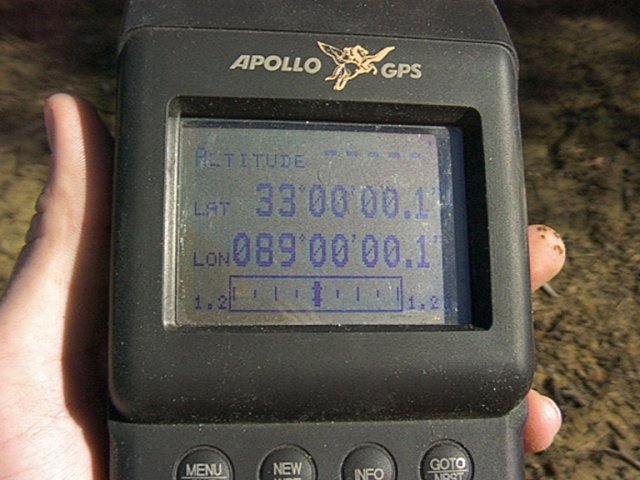 APOLLO GPS
ALTITUDE -----
LAT 33°00'00.1"
LON 089°00'00.1"
1.2 1.2
MENU NEW INFO GOTO